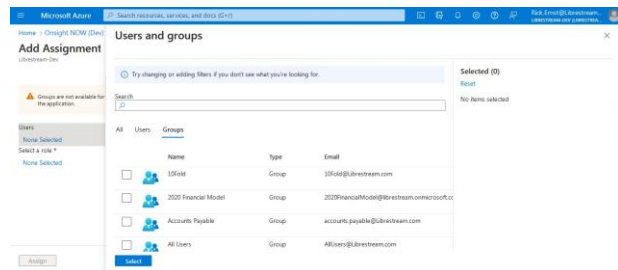 Microsoft Azure
Search resources, services, and docs (G+/)
Rick.Ernst@Librestream....
LIBRESTREAM-DEV (LIBRESTREA...
Home > Onsight NOW (Dev)
Add Assignment
Librestream-Dev
Groups are not available for
the application.
Users
None Selected
Select a role *
None Selected
Assign
Users and groups
Try changing or adding filters if you don't see what you're looking for.
Search
All Users Groups
Name Type Email
10Fold Group 10Fold@Librestream.com
2020 Financial Model Group 2020FinancialModel@librestream.onmicrosoft.cc
Accounts Payable Group accounts.payable@Librestream.com
All Users Group AllUsers@Librestream.com
Select
Selected (0)
Reset
No items selected